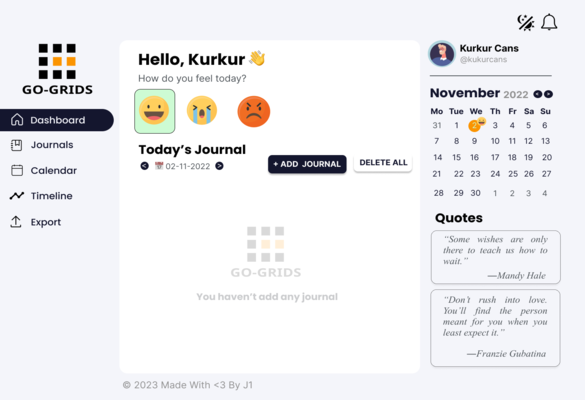 GO-GRIDS
Dashboard
Journals
Calendar
Timeline
Export
Hello, Kurkur
How do you feel today?
Today's Journal
02-11-2022
+ ADD JOURNAL
DELETE ALL
GO-GRIDS
You haven't add any journal
© 2023 Made With <3 By J1
Kurkur Cans
@kukurcans
November 2022
Mo Tue We Th Fr Sa Su
31 1 2 3 4 5 6
7 8 9 10 11 12 13
14 15 16 17 18 19 20
21 22 23 24 25 26 27
28 29 30 1 2 3 4
Quotes
“Some wishes are only
there to teach us how to
wait.”
—Mandy Hale
“Don't rush into love.
You'll find the person
meant for you when you
least expect it.”
—Franzie Gubatina